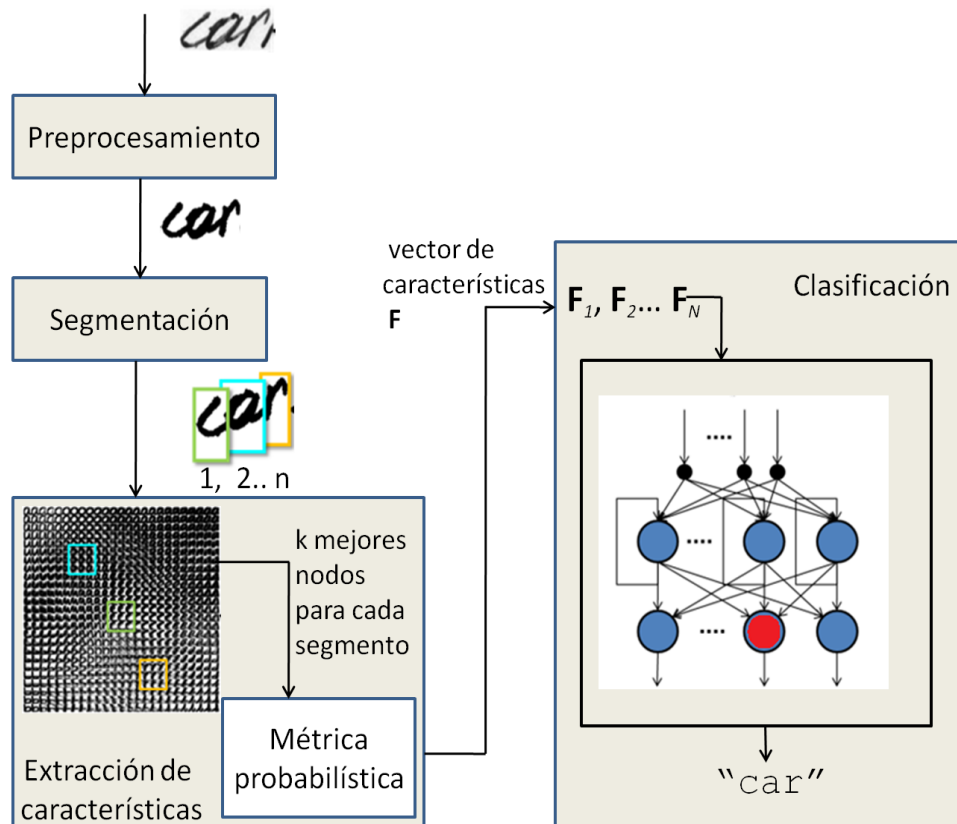 carr
Preprocesamiento
car
Segmentación
car
1, 2.. n
k mejores
nodos
para cada
segmento
Métrica
probabilística
Extracción de
características
vector de
características
F
Clasificación
F1, F2... FN
....
....
....
"car"